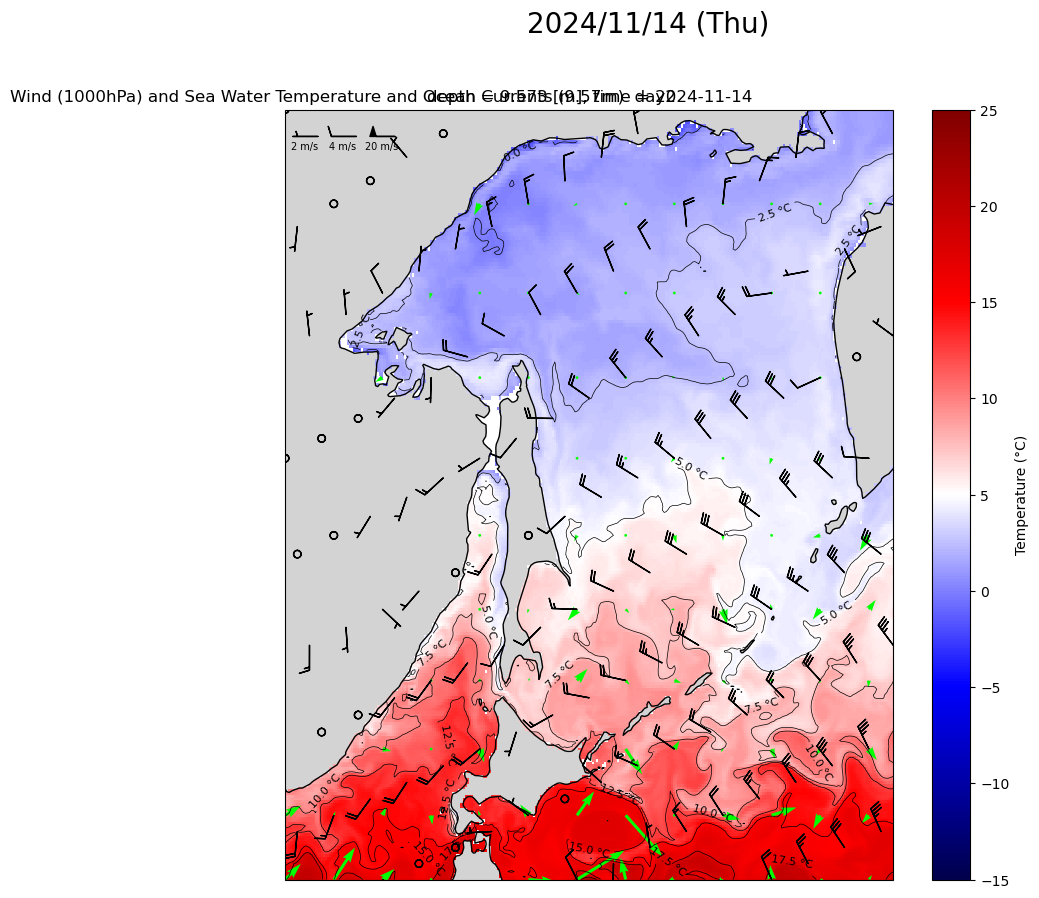 2024/11/14 (Thu)
Wind (1000hPa) and Sea Water Temperature and Ocean Currents (9.57m) day2
depth = 9.573 [m], time = 2024-11-14
2 m/s 4 m/s 20 m/s
0.0 °C
2.5 °C
2.5 °C
2.5 °C
5.0 °C
5.0 °C
5.0 °C
7.5 °C
7.5 °C
7.5 °C
12.5 °C
10.0 °C
10.0 °C
12.5 °C
12.5 °C
10.0 °C
15.0 °C
15.0 °C
17.5 °C
25
20
15
10
5
0
−5
−10
−15
Temperature (°C)